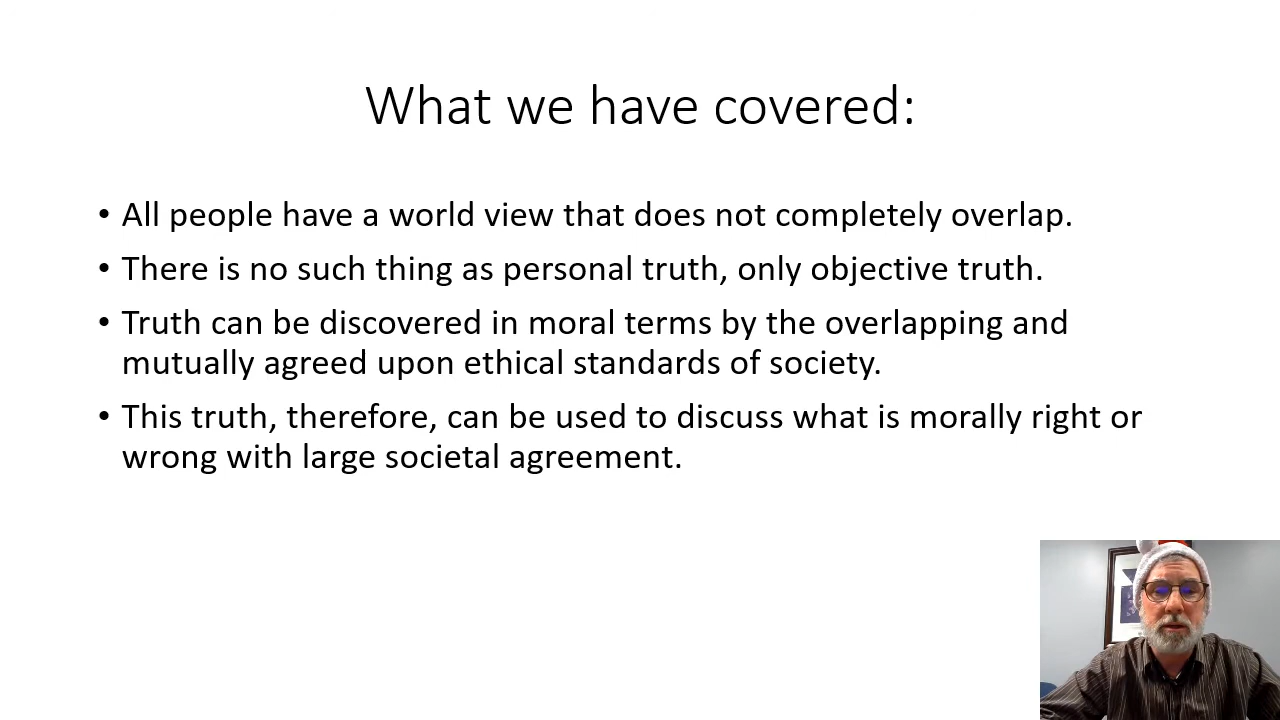 What we have covered:
• All people have a world view that does not completely overlap.
• There is no such thing as personal truth, only objective truth.
• Truth can be discovered in moral terms by the overlapping and
mutually agreed upon ethical standards of society.
• This truth, therefore, can be used to discuss what is morally right or
wrong with large societal agreement.